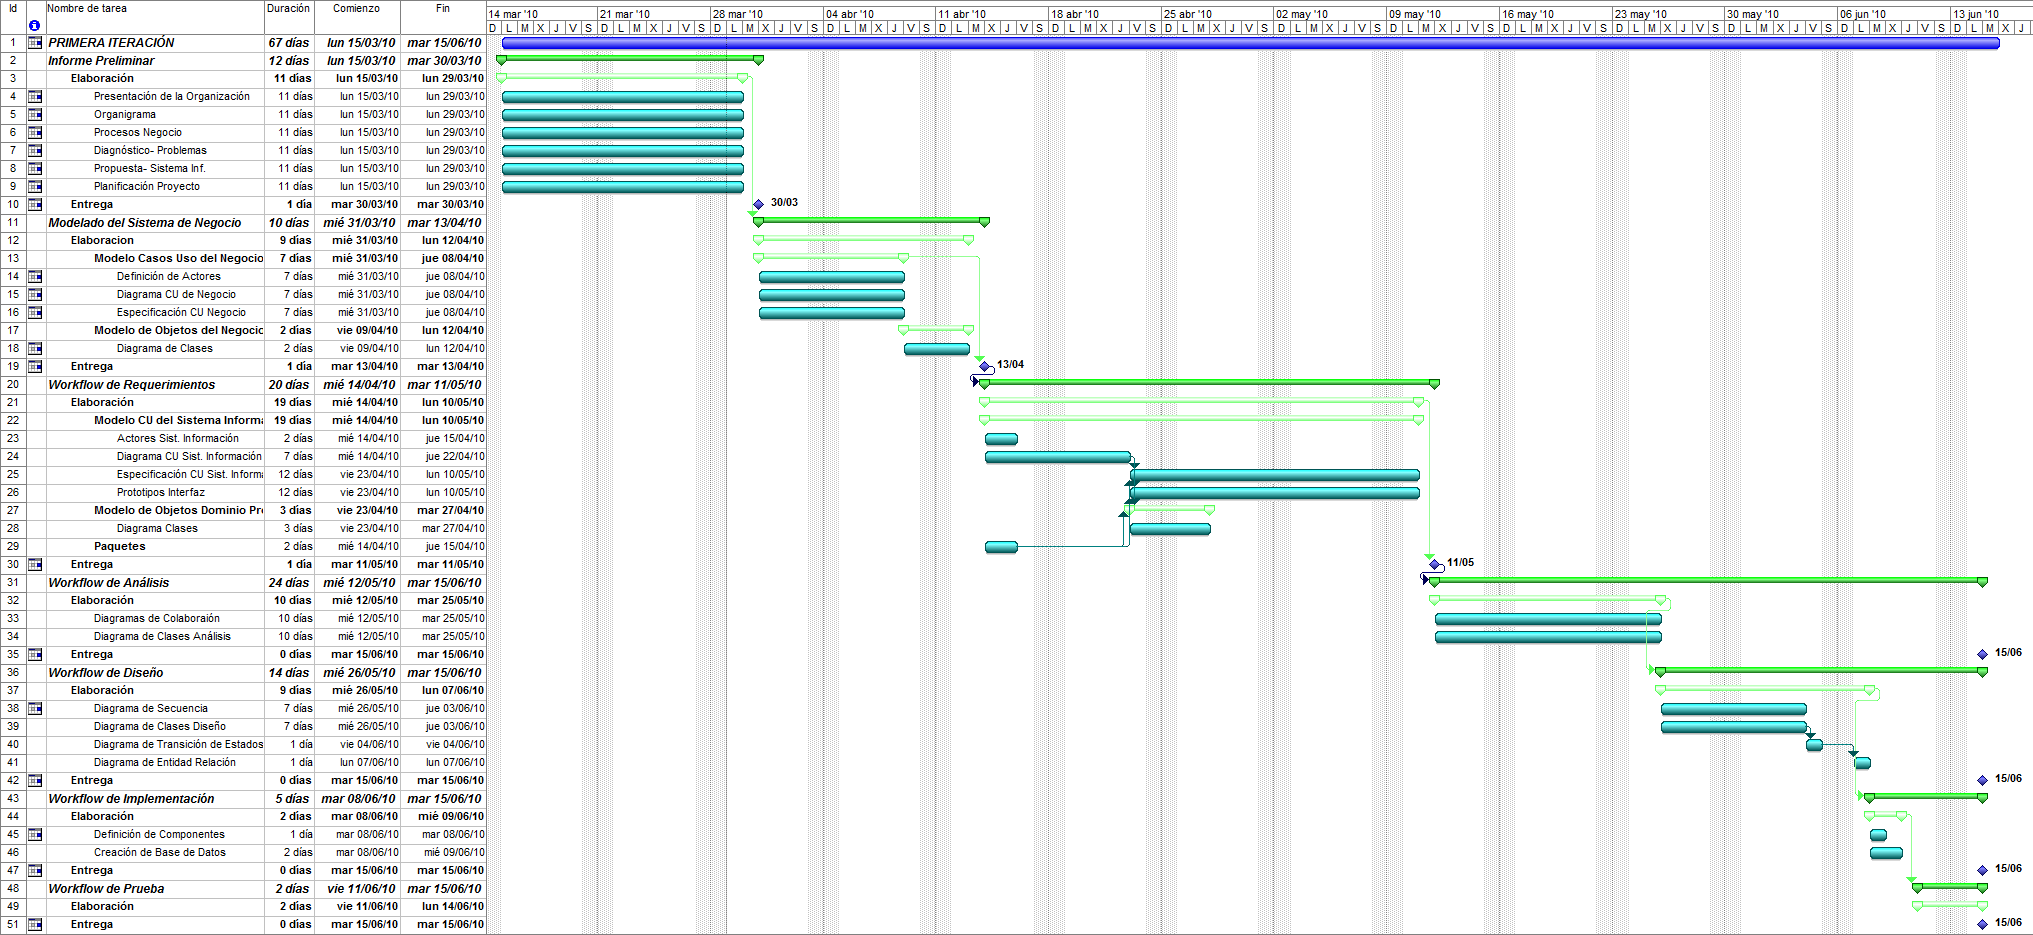 Id Nombre de tarea Duración Comienzo Fin
14 mar '10 21 mar '10 28 mar '10 04 abr '10 11 abr '10 18 abr '10 25 abr '10 02 may '10 09 may '10 16 may '10 23 may '10 30 may '10 06 jun '10 13 jun '10
D L M X J V S D L M X J V S D L M X J V S D L M X J V S D L M X J V S D L M X J V S D L M X J V S D L M X J V S D L M X J V S D L M X J V S D L M X J V S D L M X J V S D L M X J V S D L M X J
1 PRIMERA ITERACIÓN 67 días lun 15/03/10 mar 15/06/10
2 Informe Preliminar 12 días lun 15/03/10 mar 30/03/10
3 Elaboración 11 días lun 15/03/10 lun 29/03/10
4 Presentación de la Organización 11 días lun 15/03/10 lun 29/03/10
5 Organigrama 11 días lun 15/03/10 lun 29/03/10
6 Procesos Negocio 11 días lun 15/03/10 lun 29/03/10
7 Diagnóstico- Problemas 11 días lun 15/03/10 lun 29/03/10
8 Propuesta- Sistema Inf. 11 días lun 15/03/10 lun 29/03/10
9 Planificación Proyecto 11 días lun 15/03/10 lun 29/03/10
10 Entrega 1 día mar 30/03/10 mar 30/03/10 30/03
11 Modelado del Sistema de Negocio 10 días mié 31/03/10 mar 13/04/10
12 Elaboracion 9 días mié 31/03/10 lun 12/04/10
13 Modelo Casos Uso del Negocio 7 días mié 31/03/10 jue 08/04/10
14 Definición de Actores 7 días mié 31/03/10 jue 08/04/10
15 Diagrama CU de Negocio 7 días mié 31/03/10 jue 08/04/10
16 Especificación CU Negocio 7 días mié 31/03/10 jue 08/04/10
17 Modelo de Objetos del Negocio 2 días vie 09/04/10 lun 12/04/10
18 Diagrama de Clases 2 días vie 09/04/10 lun 12/04/10
19 Entrega 1 día mar 13/04/10 mar 13/04/10 13/04
20 Workflow de Requerimientos 20 días mié 14/04/10 mar 11/05/10
21 Elaboración 19 días mié 14/04/10 lun 10/05/10
22 Modelo CU del Sistema Informa 19 días mié 14/04/10 lun 10/05/10
23 Actores Sist. Información 2 días mié 14/04/10 jue 15/04/10
24 Diagrama CU Sist. Información 7 días mié 14/04/10 jue 22/04/10
25 Especificación CU Sist. Inform 12 días vie 23/04/10 lun 10/05/10
26 Prototipos Interfaz 12 días vie 23/04/10 lun 10/05/10
27 Modelo de Objetos Dominio Pr 3 días vie 23/04/10 mar 27/04/10
28 Diagrama Clases 3 días vie 23/04/10 mar 27/04/10
29 Paquetes 2 días mié 14/04/10 jue 15/04/10
30 Entrega 1 día mar 11/05/10 mar 11/05/10 11/05
31 Workflow de Análisis 24 días mié 12/05/10 mar 15/06/10
32 Elaboración 10 días mié 12/05/10 mar 25/05/10
33 Diagramas de Colaboraión 10 días mié 12/05/10 mar 25/05/10
34 Diagrama de Clases Análisis 10 días mié 12/05/10 mar 25/05/10
35 Entrega 0 días mar 15/06/10 mar 15/06/10 15/06
36 Workflow de Diseño 14 días mié 26/05/10 mar 15/06/10
37 Elaboración 9 días mié 26/05/10 lun 07/06/10
38 Diagrama de Secuencia 7 días mié 26/05/10 jue 03/06/10
39 Diagrama de Clases Diseño 7 días mié 26/05/10 jue 03/06/10
40 Diagrama de Transición de Estados 1 día vie 04/06/10 vie 04/06/10
41 Diagrama de Entidad Relación 1 día lun 07/06/10 lun 07/06/10
42 Entrega 0 días mar 15/06/10 mar 15/06/10 15/06
43 Workflow de Implementación 5 días mar 08/06/10 mar 15/06/10
44 Elaboración 2 días mar 08/06/10 mié 09/06/10
45 Definición de Componentes 1 día mar 08/06/10 mar 08/06/10
46 Creación de Base de Datos 2 días mar 08/06/10 mié 09/06/10
47 Entrega 0 días mar 15/06/10 mar 15/06/10 15/06
48 Workflow de Prueba 2 días vie 11/06/10 mar 15/06/10
49 Elaboración 2 días vie 11/06/10 lun 14/06/10
51 Entrega 0 días mar 15/06/10 mar 15/06/10 15/06